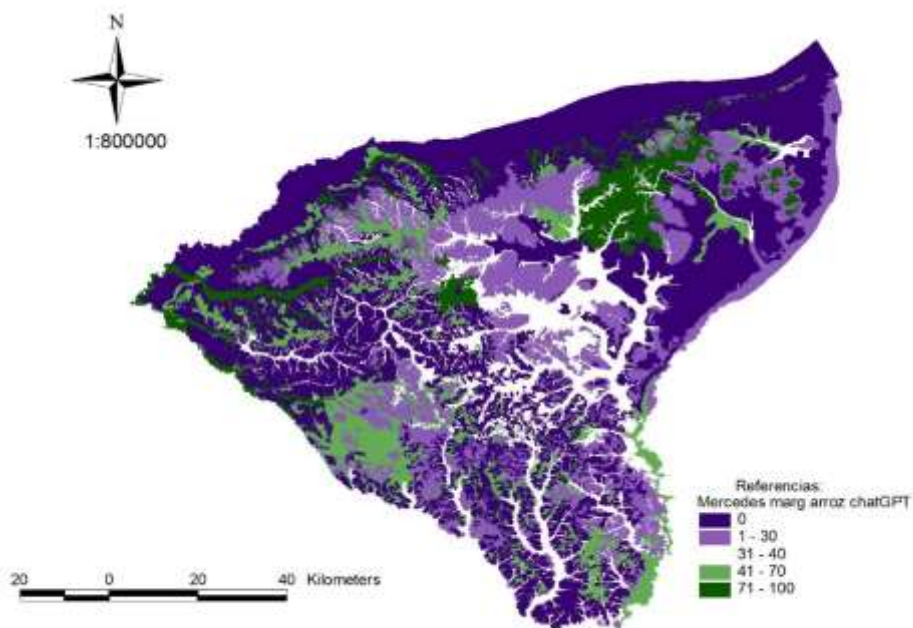 N
1:800000
Referencias:
Mercedes marg arroz chatGPT
0
1 - 30
31 - 40
41 - 70
71 - 100
20 0 20 40 Kilometers